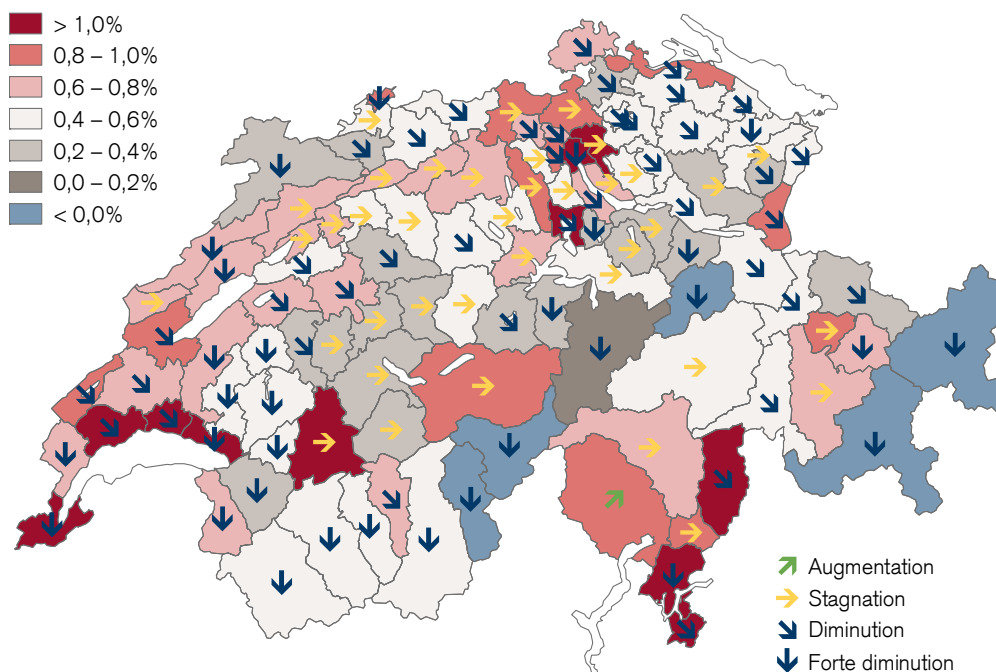 > 1,0%
0,8 – 1,0%
0,6 – 0,8%
0,4 – 0,6%
0,2 – 0,4%
0,0 – 0,2%
< 0,0%
Augmentation
Stagnation
Diminution
Forte diminution